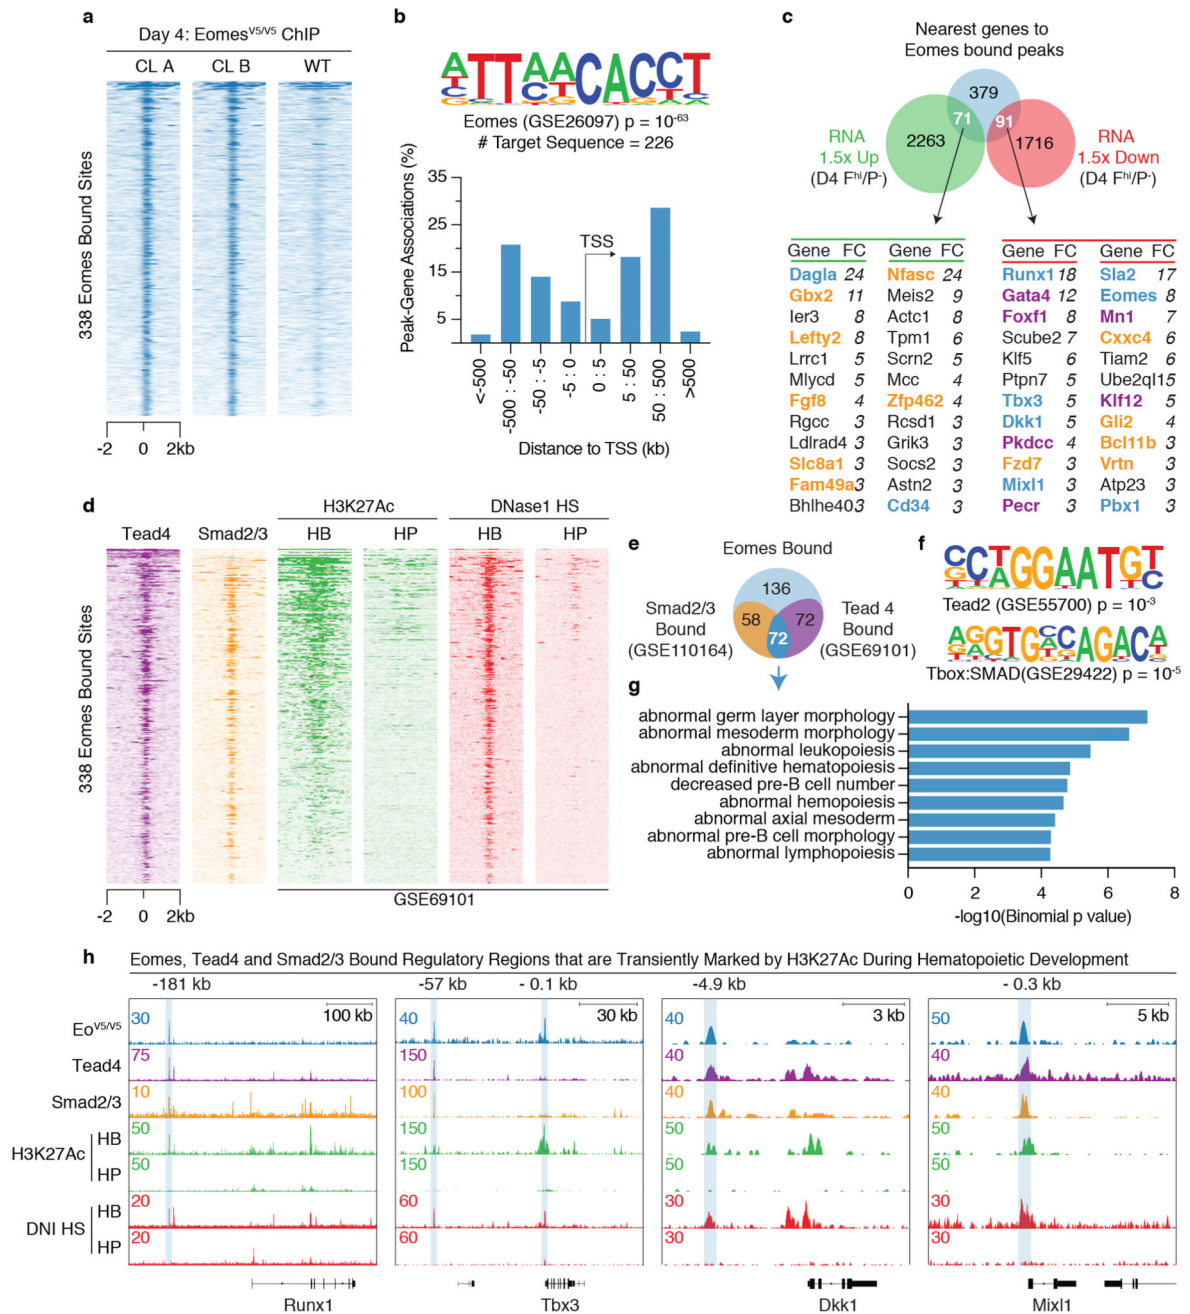 a
Day 4: EomesV5/V5 ChIP
CL A CL B WT
338 Eomes Bound Sites
-2 0 2kb
b
ATTAACACCT
Eomes (GSE26097) p = 10-63
# Target Sequence = 226
Peak-Gene Associations (%)
35
25
15
5
TSS
<-500
-500 : -50
-50 : -5
-5 : 0
0 : 5
5 : 50
50 : 500
>500
Distance to TSS (kb)
c
Nearest genes to
Eomes bound peaks
379
71 91
2263 1716
RNA
1.5x Up
(D4 Fhi/P-)
RNA
1.5x Down
(D4 Fhi/P-)
Gene FC Gene FC Gene FC Gene FC
Dagla 24 Nfasc 24 Runx1 18 Sla2 17
Gbx2 11 Meis2 9 Gata4 12 Eomes 8
Ier3 8 Actc1 8 Foxf1 8 Mn1 7
Lefty2 8 Tpm1 6 Scube2 7 Cxxc4 6
Lrrc1 5 Scrn2 5 Klf5 6 Tiam2 6
Mlycd 5 Mcc 4 Ptpn7 5 Ube2ql1 5
Fgf8 4 Zfp462 4 Tbx3 5 Klf12 5
Rgcc 3 Rcsd1 3 Dkk1 5 Gli2 4
Ldlrad4 3 Grik3 3 Pkdcc 4 Bcl11b 3
Slc8a1 3 Socs2 3 Fzd7 3 Vrtn 3
Fam49a 3 Astn2 3 Mixl1 3 Atp23 3
Bhlhe40 3 Cd34 3 Pecr 3 Pbx1 3
d
H3K27Ac DNase1 HS
Tead4 Smad2/3 HB HP HB HP
338 Eomes Bound Sites
-2 0 2kb
GSE69101
e
Eomes Bound
136
58 72
72
Smad2/3
Bound
(GSE110164)
Tead 4
Bound
(GSE69101)
f
CCTGGAATGT
Tead2 (GSE55700) p = 10-3
AGGTGCCAGACA
Tbox:SMAD(GSE29422) p = 10-5
g
abnormal germ layer morphology
abnormal mesoderm morphology
abnormal leukopoiesis
abnormal definitive hematopoiesis
decreased pre-B cell number
abnormal hemopoiesis
abnormal axial mesoderm
abnormal pre-B cell morphology
abnormal lymphopoiesis
0 2 4 6 8
-log10(Binomial p value)
h
Eomes, Tead4 and Smad2/3 Bound Regulatory Regions that are Transiently Marked by H3K27Ac During Hematopoietic Development
-181 kb -57 kb - 0.1 kb -4.9 kb - 0.3 kb
100 kb 30 kb 3 kb 5 kb
EoV5/V5 30 40 40 50
Tead4 75 150 40 40
Smad2/3 10 100 40 40
H3K27Ac HB 50 150 50 50
HP 50 150 50 50
DNI HS HB 20 60 30 30
HP 20 60 30 30
Runx1 Tbx3 Dkk1 Mixl1